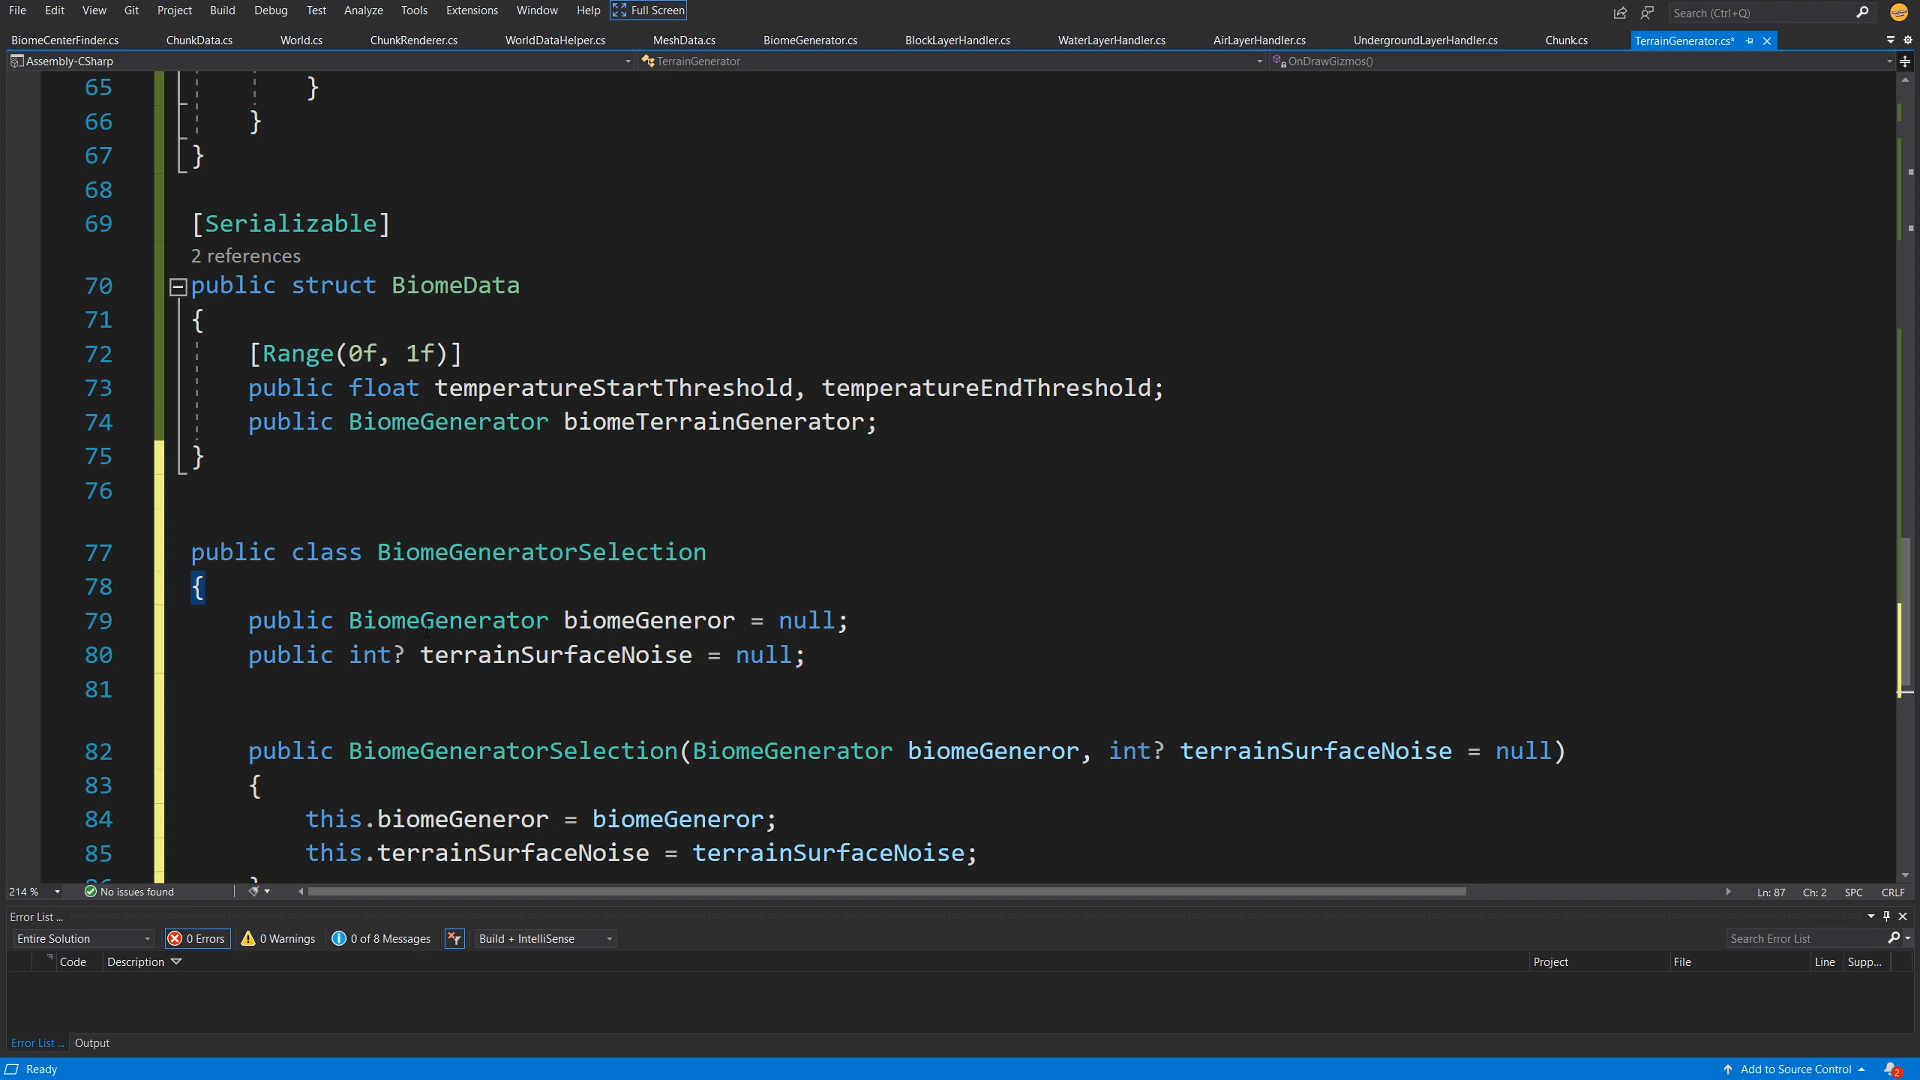 File Edit View Git Project Build Debug Test Analyze Tools Extensions Window Help Full Screen Search (Ctrl+Q)
BiomeCenterFinder.cs ChunkData.cs World.cs ChunkRenderer.cs WorldDataHelper.cs MeshData.cs BiomeGenerator.cs BlockLayerHandler.cs WaterLayerHandler.cs AirLayerHandler.cs UndergroundLayerHandler.cs Chunk.cs TerrainGenerator.cs*
Assembly-CSharp TerrainGenerator OnDrawGizmos()
65 }
66 }
67 }
68
69 [Serializable]
2 references
70 public struct BiomeData
71 {
72 [Range(0f, 1f)]
73 public float temperatureStartThreshold, temperatureEndThreshold;
74 public BiomeGenerator biomeTerrainGenerator;
75 }
76
77 public class BiomeGeneratorSelection
78 {
79 public BiomeGenerator biomeGeneror = null;
80 public int? terrainSurfaceNoise = null;
81
82 public BiomeGeneratorSelection(BiomeGenerator biomeGeneror, int? terrainSurfaceNoise = null)
83 {
84 this.biomeGeneror = biomeGeneror;
85 this.terrainSurfaceNoise = terrainSurfaceNoise;
214 % No issues found Ln: 87 Ch: 2 SPC CRLF
Error List ...
Entire Solution 0 Errors 0 Warnings 0 of 8 Messages Build + IntelliSense Search Error List
Code Description Project File Line Supp...
Error List ... Output
Ready Add to Source Control 2